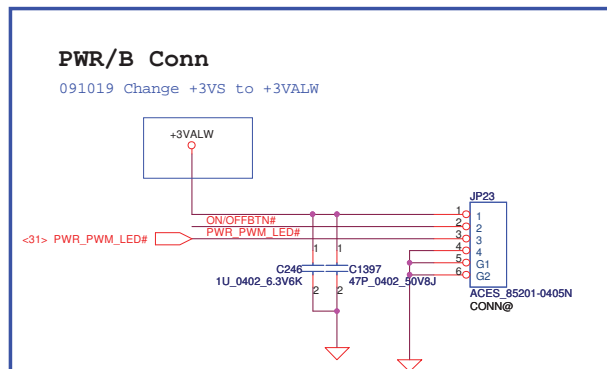 PWR/B Conn
091019 Change +3VS to +3VALW
+3VALW
JP23
1 1
ON/OFFBTN# 2 2
<31> PWR_PWM_LED# PWR_PWM_LED# 3 3
4 4
5 G1
6 G2
1 1
C246 C1397
1U_0402_6.3V6K 47P_0402_50V8J
2 2
ACES_85201-0405N
CONN@